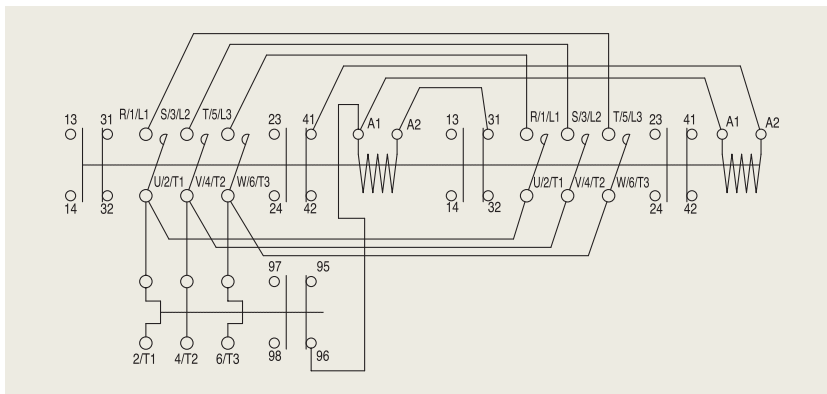 R/1/L1 S/3/L2 T/5/L3
13 31 23 41 A1 A2
U/2/T1 V/4/T2 W/6/T3
14 32 24 42
13 31 R/1/L1 S/3/L2 T/5/L3 23 41 A1 A2
U/2/T1 V/4/T2 W/6/T3
14 32 24 42
97 95
2/T1 4/T2 6/T3 98 96